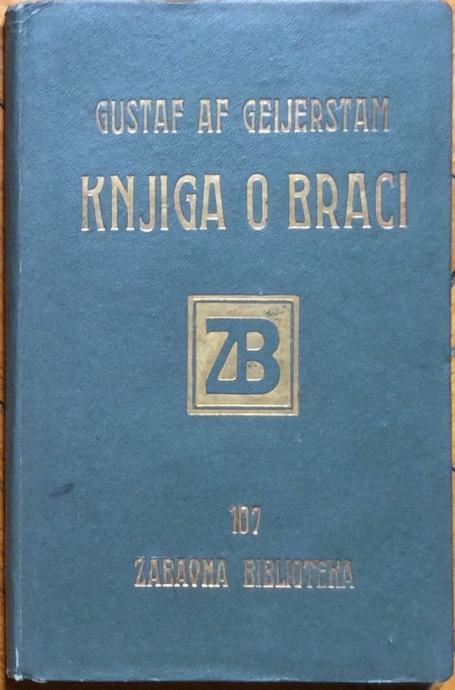 GUSTAF AF GEIJERSTAM
KNJIGA O BRACI
ZB
107
ZABAVNA BIBLIOTEKA